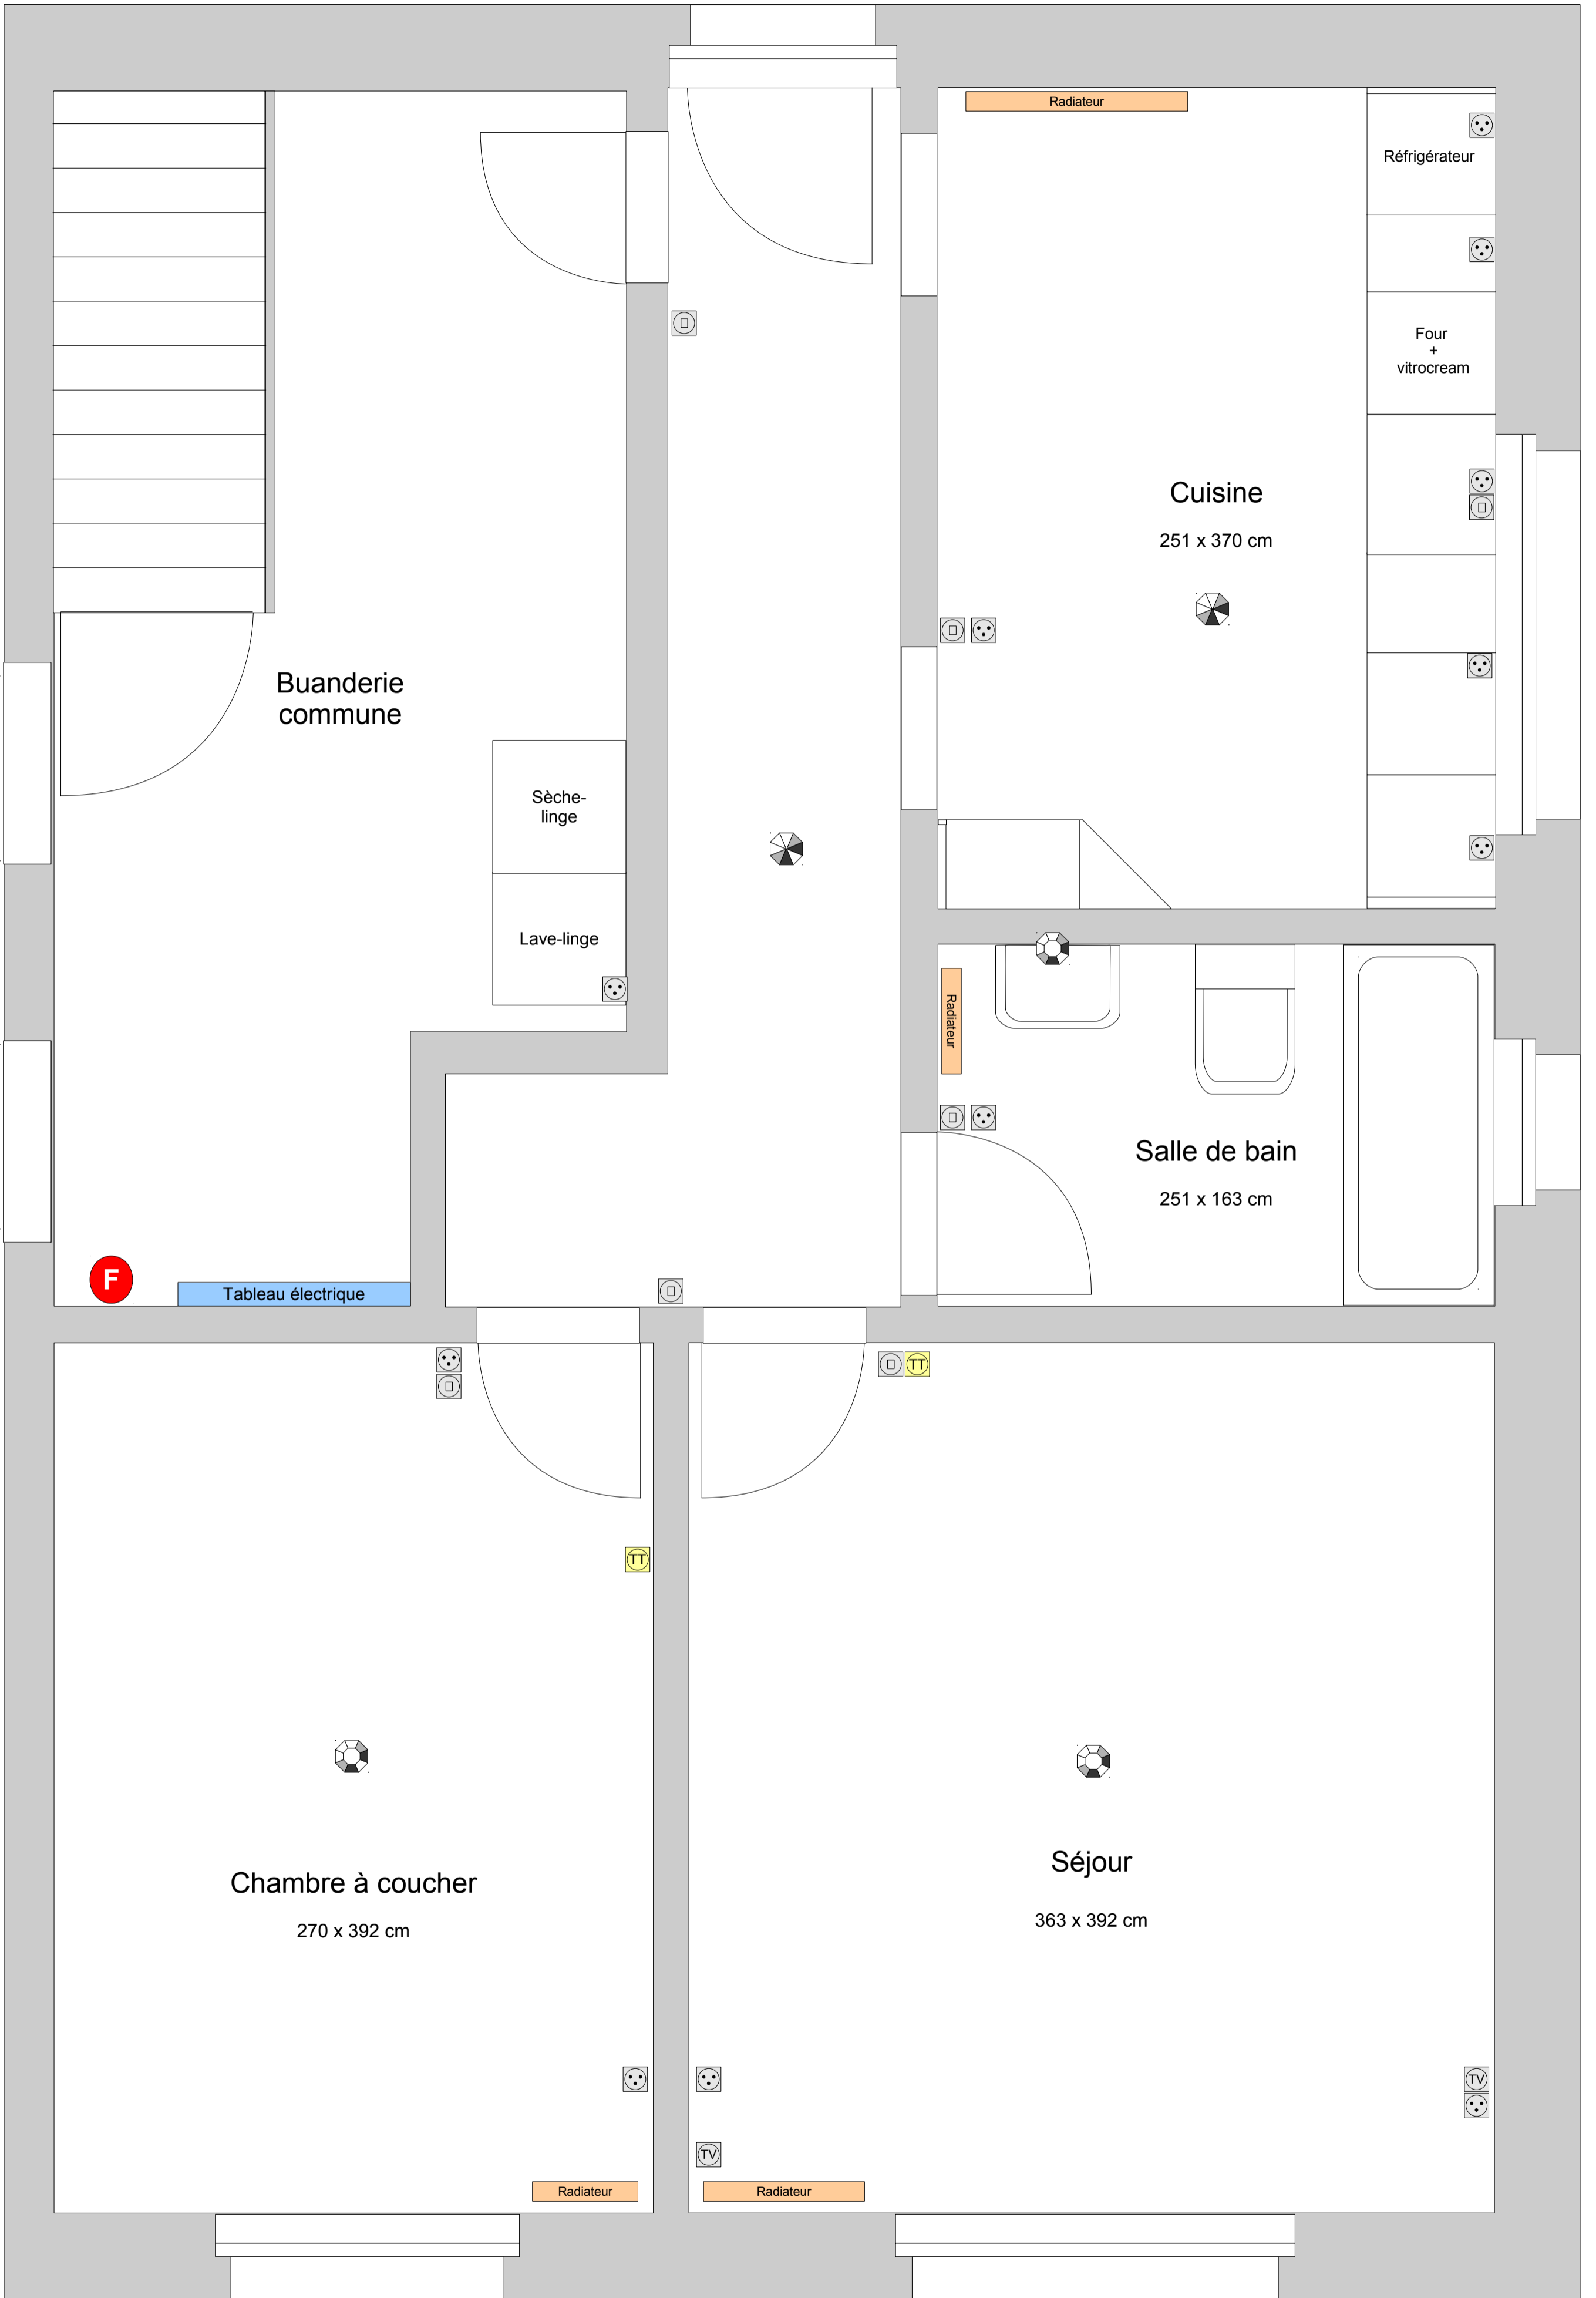 Radiateur
Réfrigérateur
Four
+
vitrocream
Cuisine
251 x 370 cm
Buanderie
commune
Sèche-
linge
Lave-linge
Radiateur
Salle de bain
251 x 163 cm
F
Tableau électrique
TT
TT
Chambre à coucher
270 x 392 cm
Séjour
363 x 392 cm
TV
TV
Radiateur
Radiateur